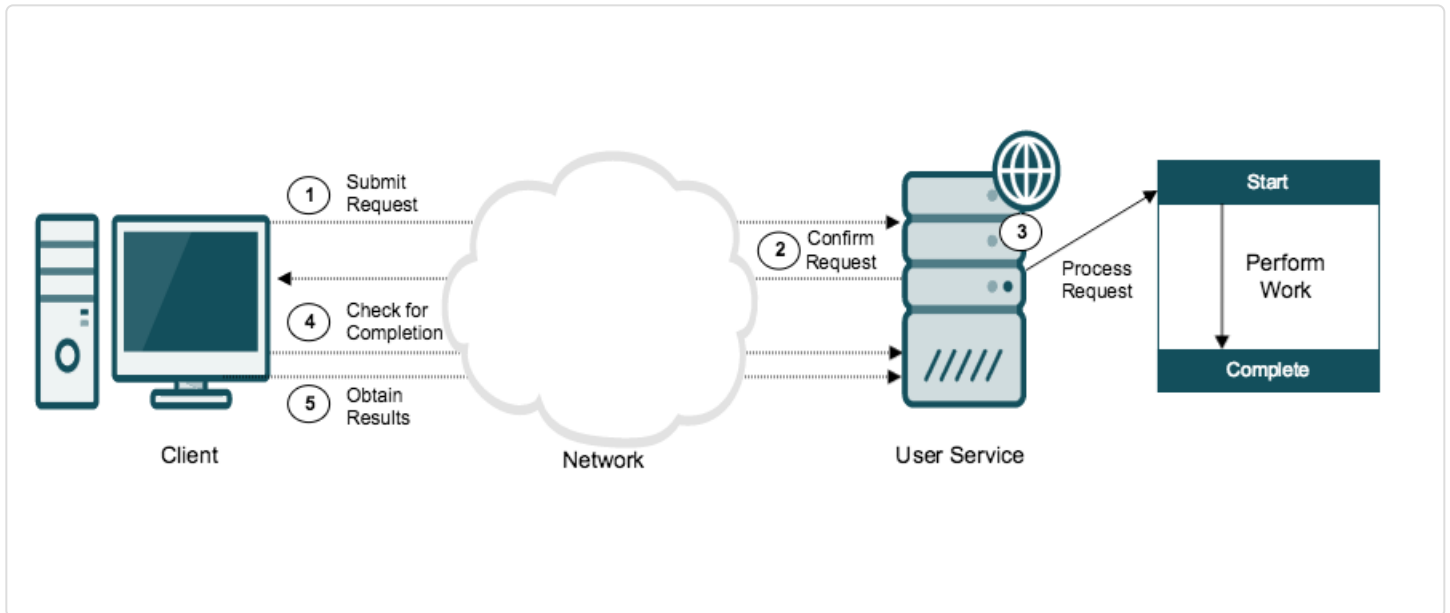 1
Submit
Request
2
Confirm
Request
3
Process
Request
Start
Perform
Work
Complete
4
Check for
Completion
5
Obtain
Results
Client
Network
User Service